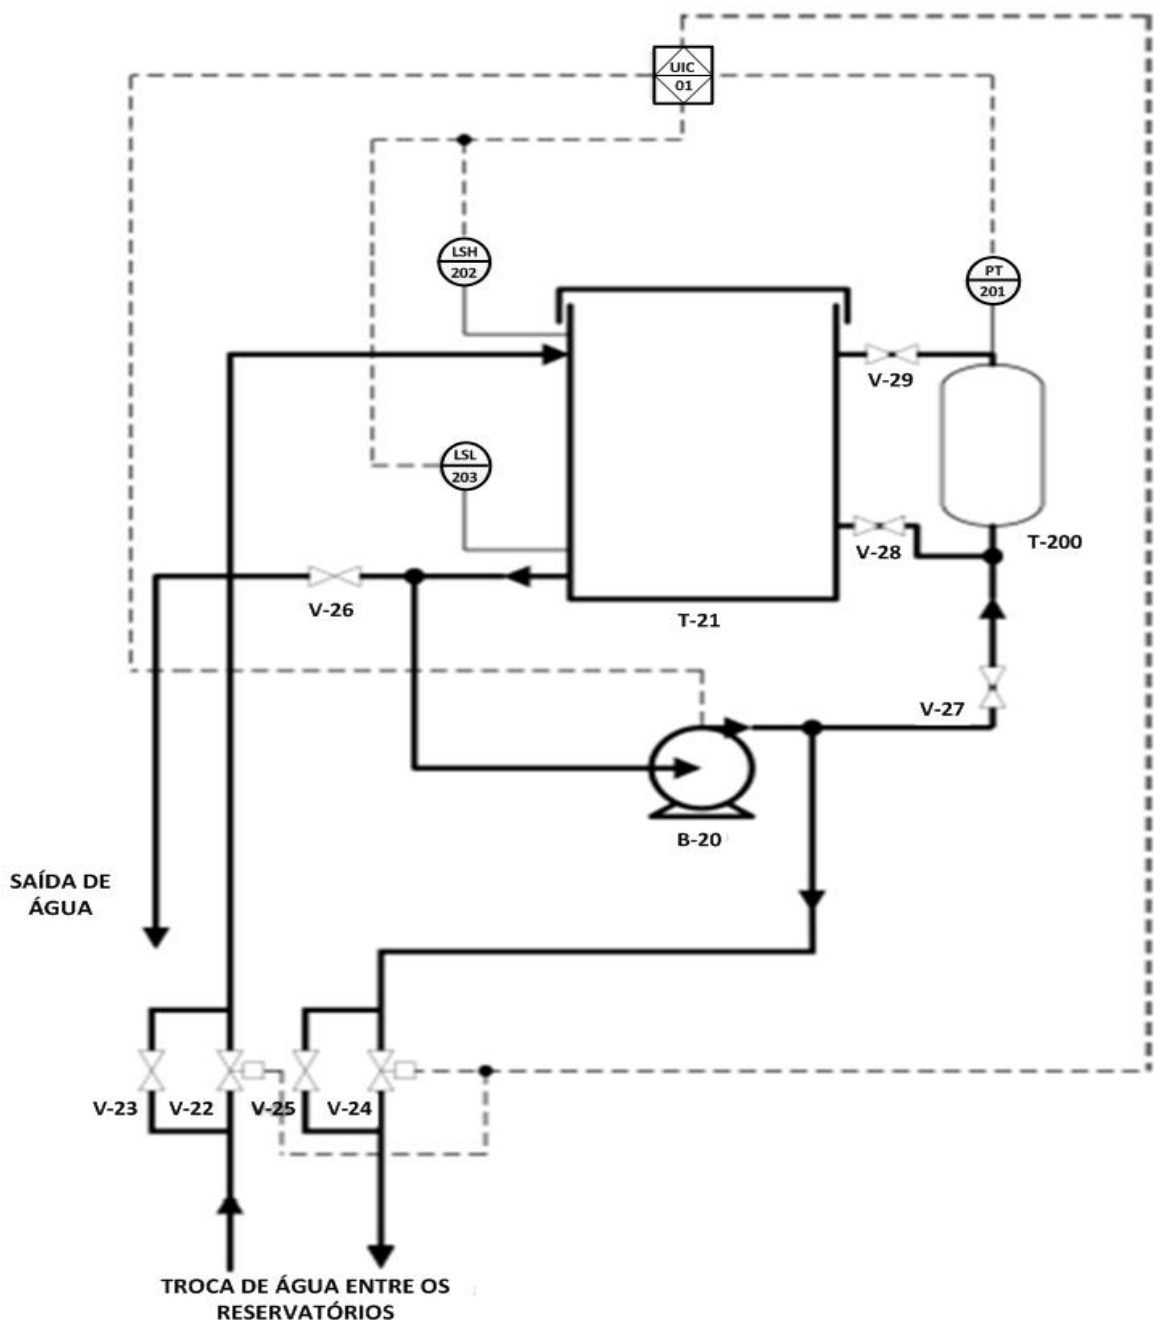 UIC
01
LSH
202
PT
201
V-29
LSL
203
V-28
T-200
V-26
T-21
V-27
B-20
SAÍDA DE
ÁGUA
V-23
V-22
V-25
V-24
TROCA DE ÁGUA ENTRE OS
RESERVATÓRIOS